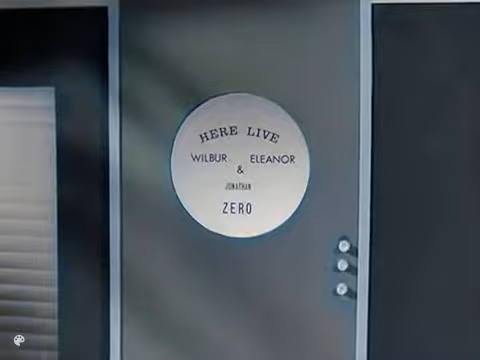 HERE LIVE
WILBUR ELEANOR
&
JONATHAN
ZERO